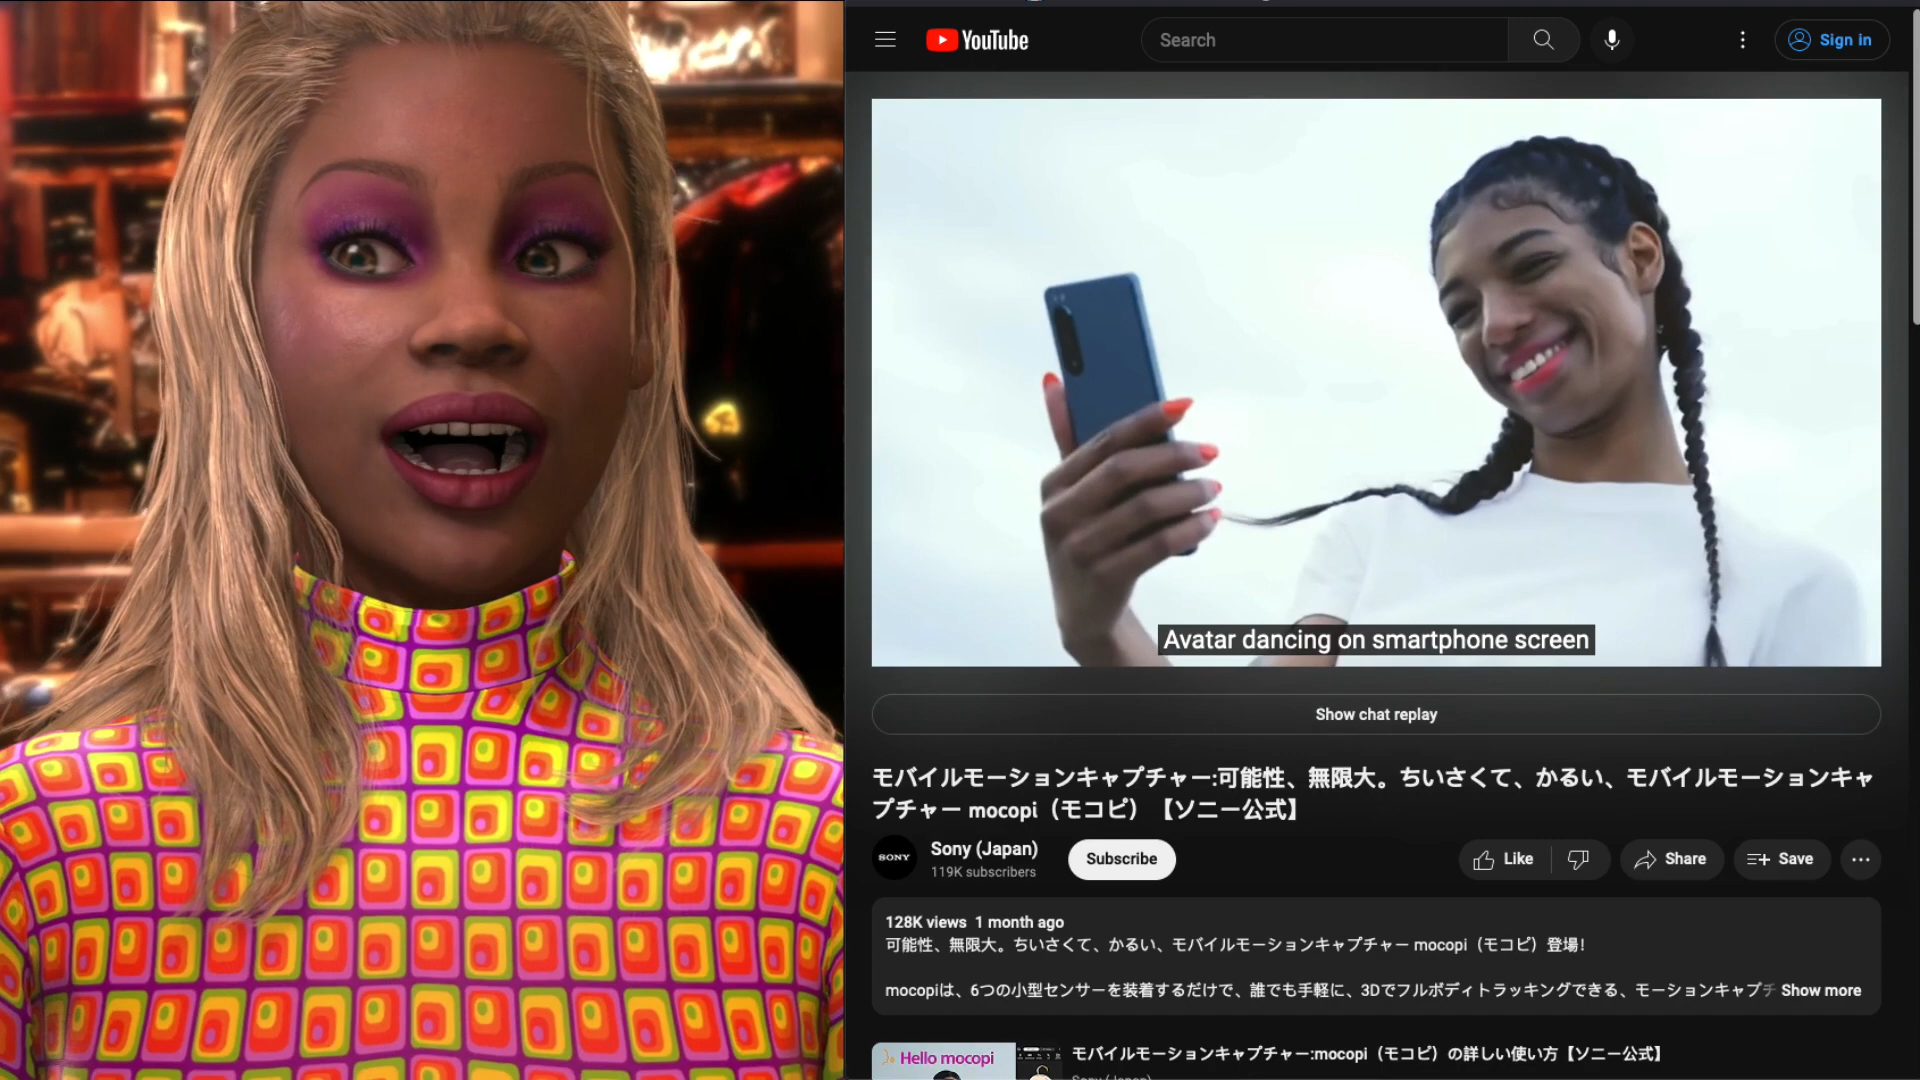 YouTube
Search
Sign in
Avatar dancing on smartphone screen
Show chat replay
モバイルモーションキャプチャー:可能性、無限大。ちいさくて、かるい、モバイルモーションキャ
プチャー mocopi（モコピ）【ソニー公式】
SONY
Sony (Japan)
119K subscribers
Subscribe
Like
Share
Save
128K views 1 month ago
可能性、無限大。ちいさくて、かるい、モバイルモーションキャプチャー mocopi（モコピ）登場！
mocopiは、6つの小型センサーを装着するだけで、誰でも手軽に、3Dでフルボディトラッキングできる、モーションキャプチ Show more
Hello mocopi
モバイルモーションキャプチャー:mocopi（モコピ）の詳しい使い方【ソニー公式】